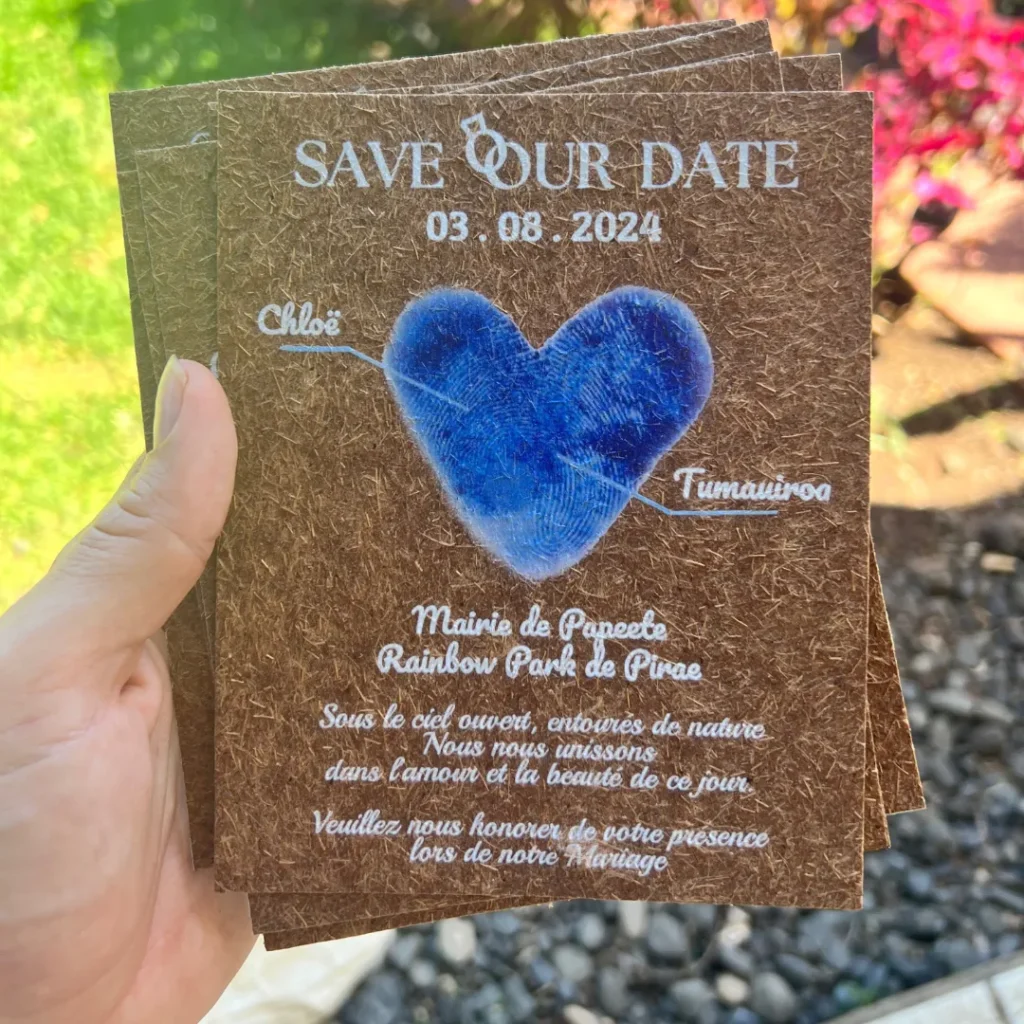 SAVE OUR DATE
03 . 08 . 2024
Chloë
Tumauiroa
Mairie de Papeete
Rainbow Park de Pirae
Sous le ciel ouvert, entourés de nature
Nous nous unissons
dans l'amour et la beauté de ce jour.
Veuillez nous honorer de votre présence
lors de notre Mariage